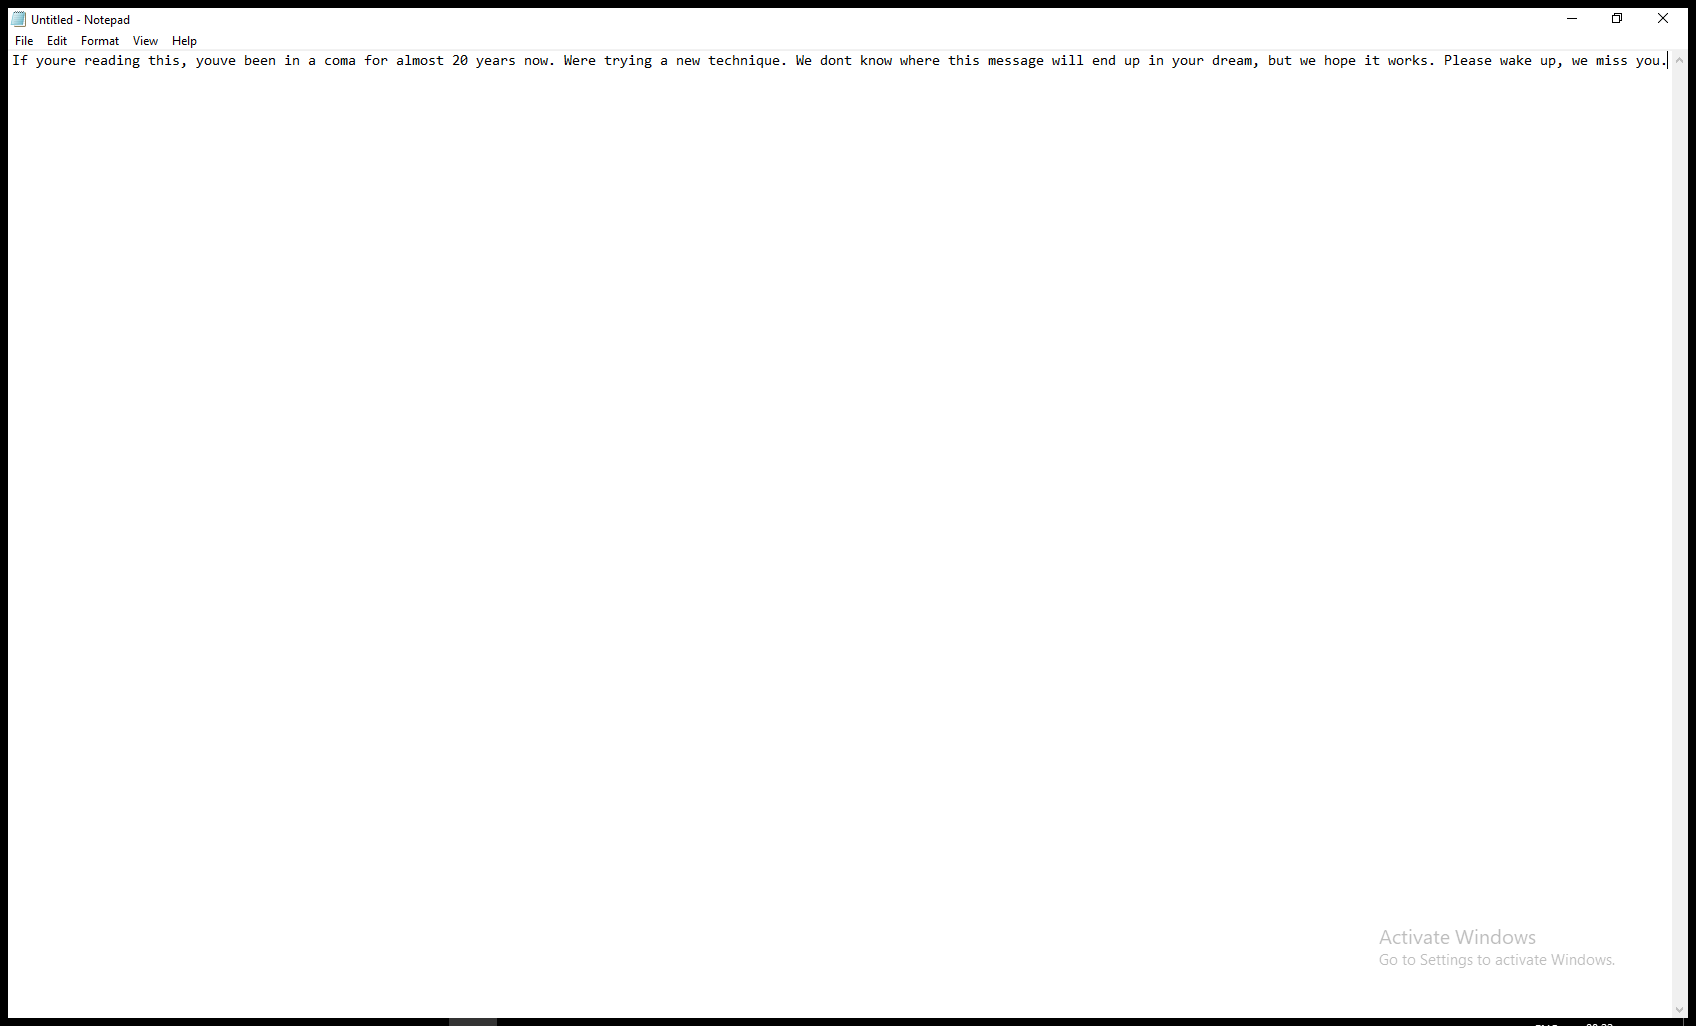 Untitled - Notepad
File Edit Format View Help
If youre reading this, youve been in a coma for almost 20 years now. Were trying a new technique. We dont know where this message will end up in your dream, but we hope it works. Please wake up, we miss you.
Activate Windows
Go to Settings to activate Windows.